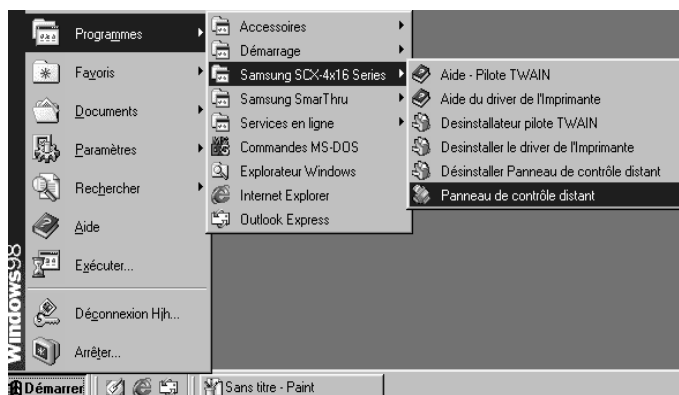 Programmes
Favoris
Documents
Paramètres
Rechercher
Aide
Exécuter...
Déconnexion Hjh...
Arrêter...
Windows98
Accessoires
Démarrage
Samsung SCX-4x16 Series
Samsung SmarThru
Services en ligne
Commandes MS-DOS
Explorateur Windows
Internet Explorer
Outlook Express
Aide - Pilote TWAIN
Aide du driver de l'Imprimante
Desinstallateur pilote TWAIN
Desinstaller le driver de l'Imprimante
Désinstaller Panneau de contrôle distant
Panneau de contrôle distant
Démarrer
Sans titre - Paint